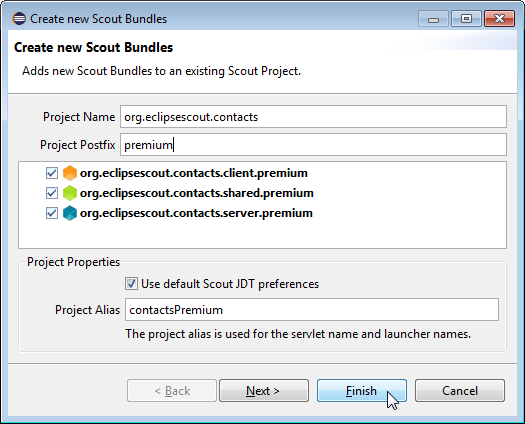 Create new Scout Bundles
Create new Scout Bundles
Adds new Scout Bundles to an existing Scout Project.
Project Name org.eclipsescout.contacts
Project Postfix premium
org.eclipsescout.contacts.client.premium
org.eclipsescout.contacts.shared.premium
org.eclipsescout.contacts.server.premium
Project Properties
Use default Scout JDT preferences
Project Alias contactsPremium
The project alias is used for the servlet name and launcher names.
< Back Next > Finish Cancel